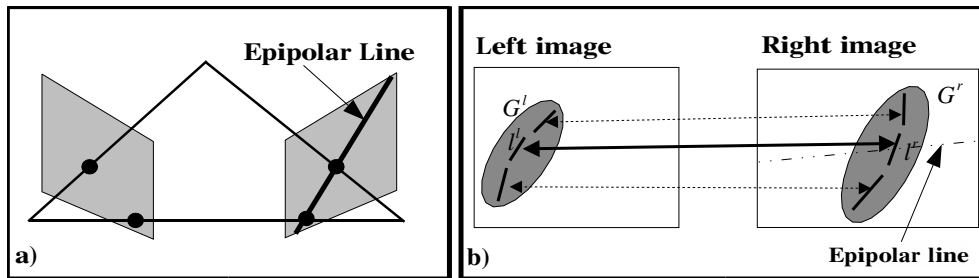 Epipolar Line
a)
Left image
Right image
G^l
G^r
l^l
l^r
Epipolar line
b)